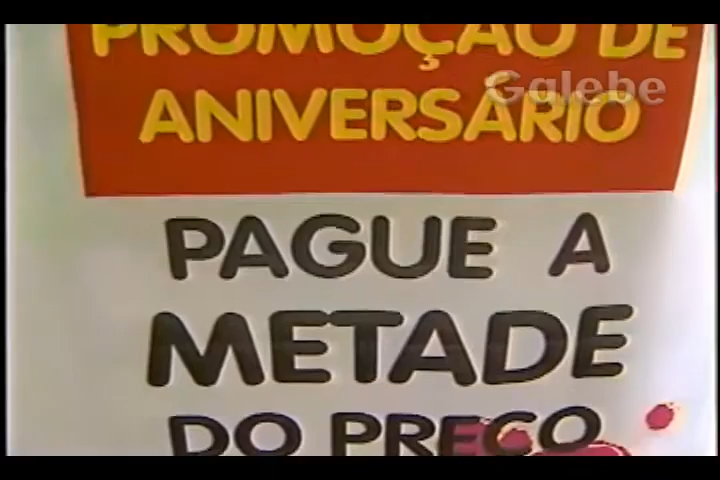 PROMOÇÃO DE
Galebe
ANIVERSÁRIO
PAGUE A
METADE
DO PREÇO